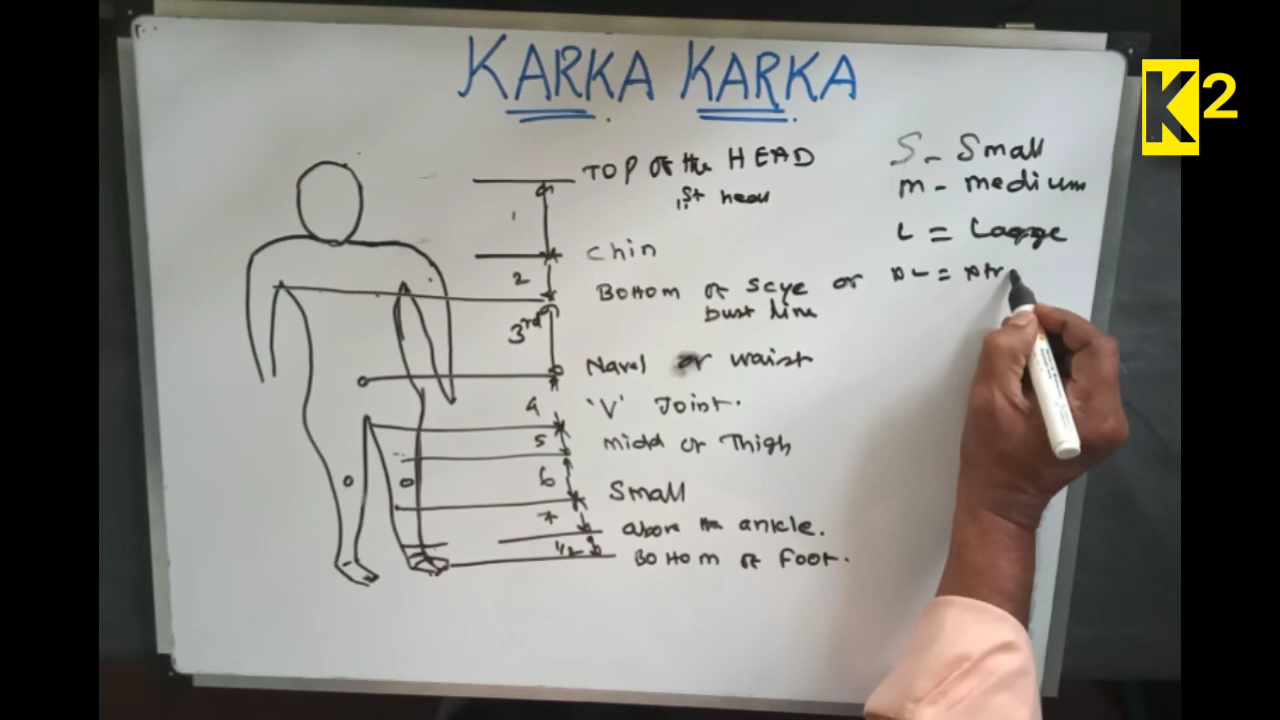 KARKA KARKA
K2
TOP of the HEAD
1st head
1
Chin
2
Bottom of Scye or
bust line
3rd
Navel or waist
4
'V' Joint.
5
midd of Thigh
6
Small
7
above the ankle.
1/2
Bottom of foot.
S - Small
m - medium
L = Large